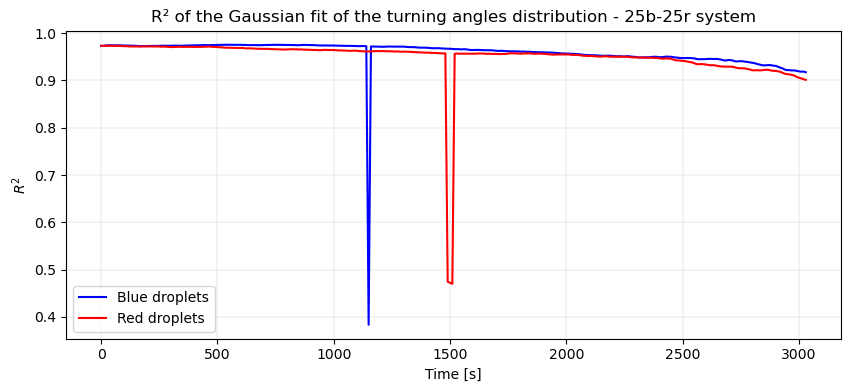 R² of the Gaussian fit of the turning angles distribution - 25b-25r system
1.0
0.9
0.8
0.7
0.6
0.5
0.4
R²
Blue droplets
Red droplets
0
500
1000
1500
2000
2500
3000
Time [s]